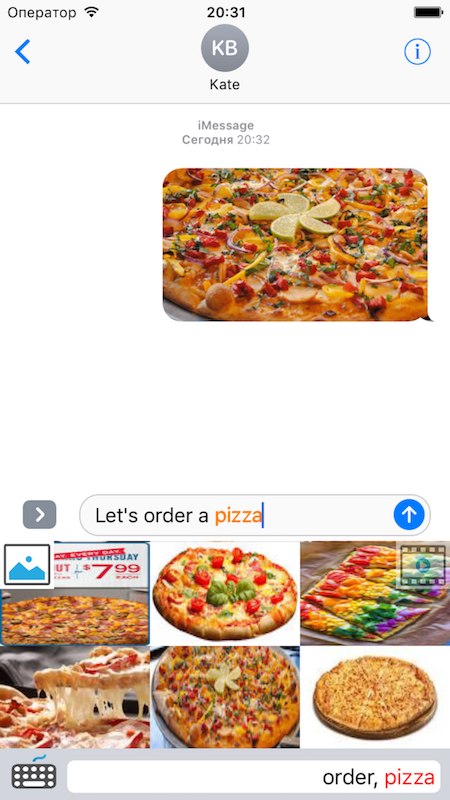 Оператор 20:31
KB
Kate
iMessage
Сегодня 20:32
Let's order a pizza
AY. EVERY DAY.
URSDAY
UT $7.99
EACH
order, pizza